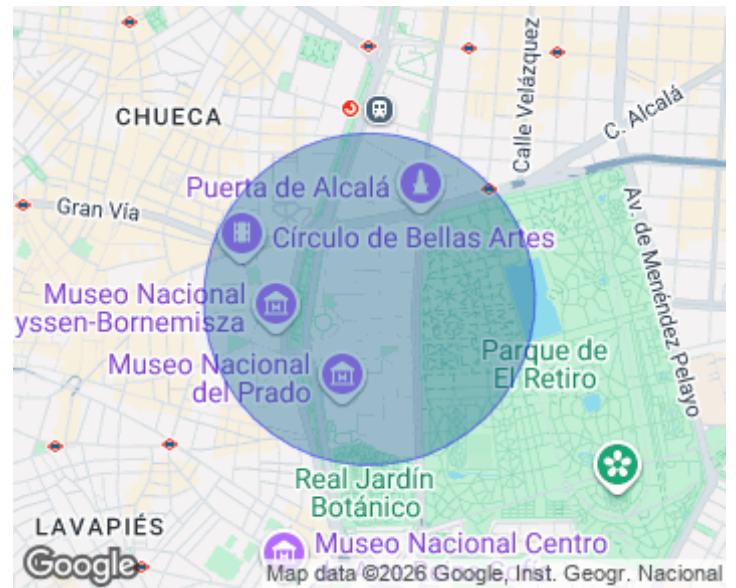 Calle Velázquez
CHUECA
C. Alcalá
Puerta de Alcalá
Av. de Menéndez Pelayo
Gran Vía
Círculo de Bellas Artes
Museo Nacional
yssen-Bornemisza
Museo Nacional
del Prado
Parque de
El Retiro
Real Jardín
Botánico
LAVAPIÉS
Museo Nacional Centro
Google
Map data ©2026 Google, Inst. Geogr. Nacional